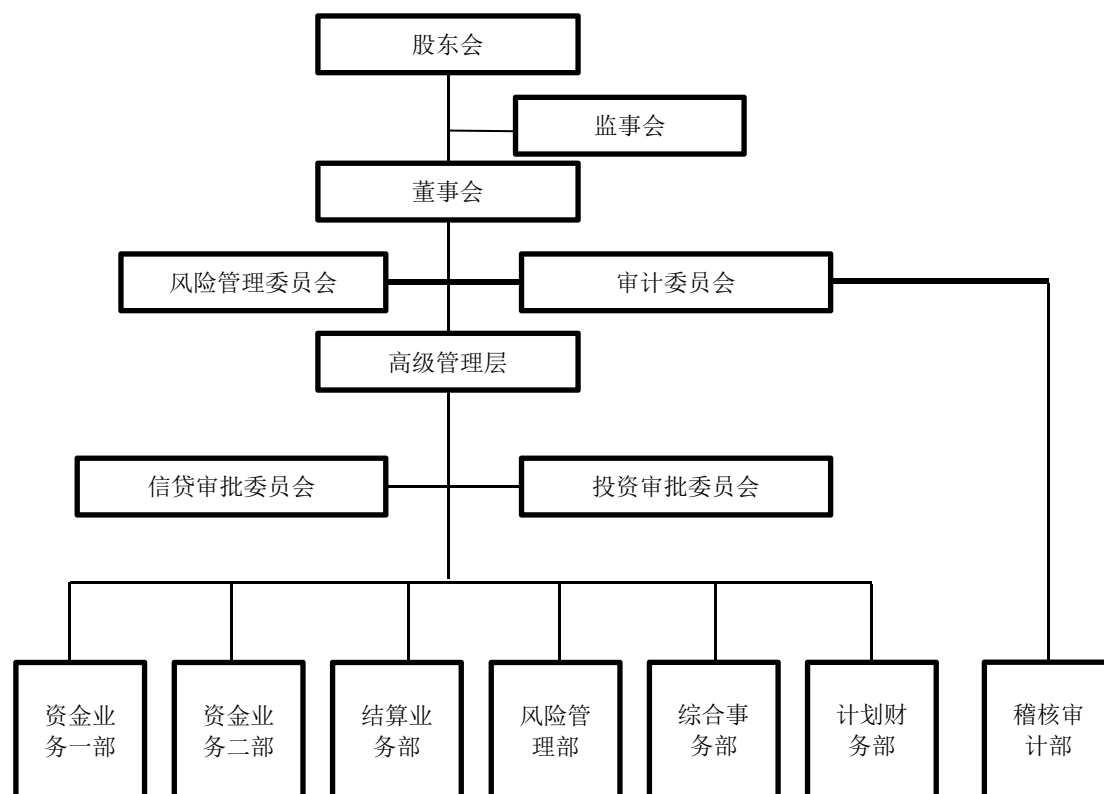 股东会
监事会
董事会
风险管理委员会
审计委员会
高级管理层
信贷审批委员会
投资审批委员会
资金业
务一部
资金业
务二部
结算业
务部
风险管
理部
综合事
务部
计划财
务部
稽核审
计部